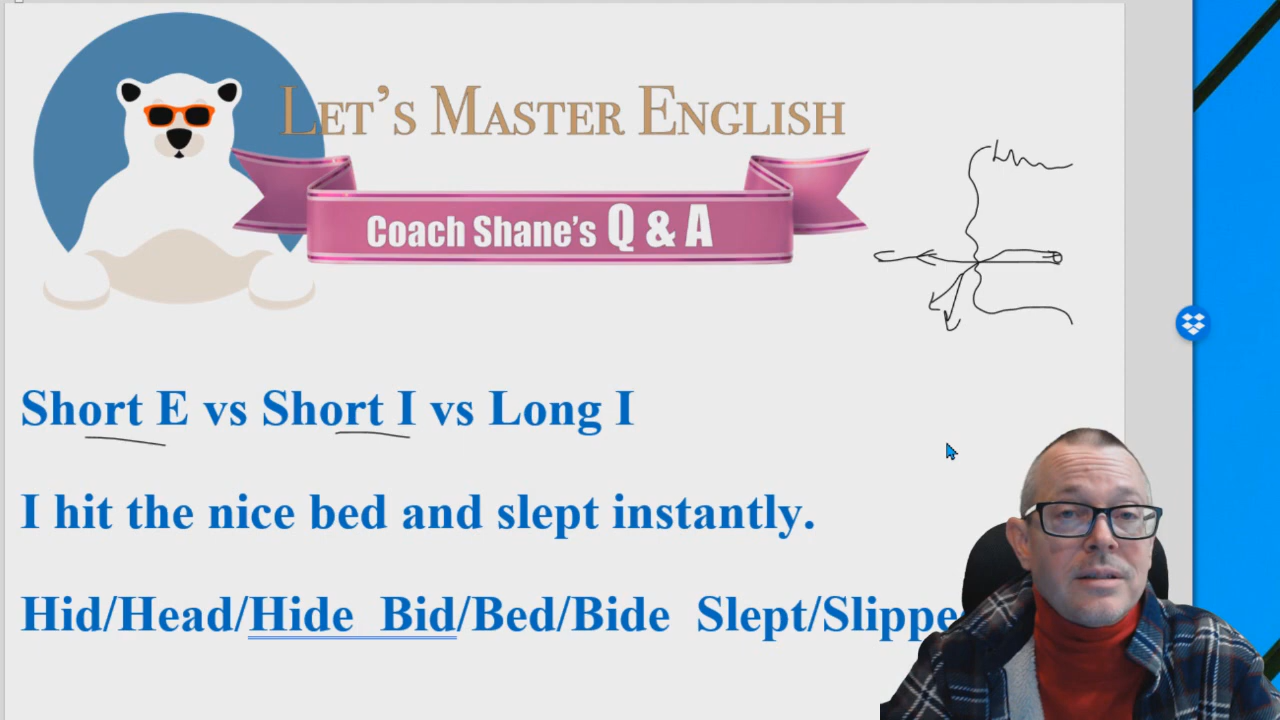 LET'S MASTER ENGLISH
Coach Shane's Q & A
Short E vs Short I vs Long I
I hit the nice bed and slept instantly.
Hid/Head/Hide Bid/Bed/Bide Slept/Slippe